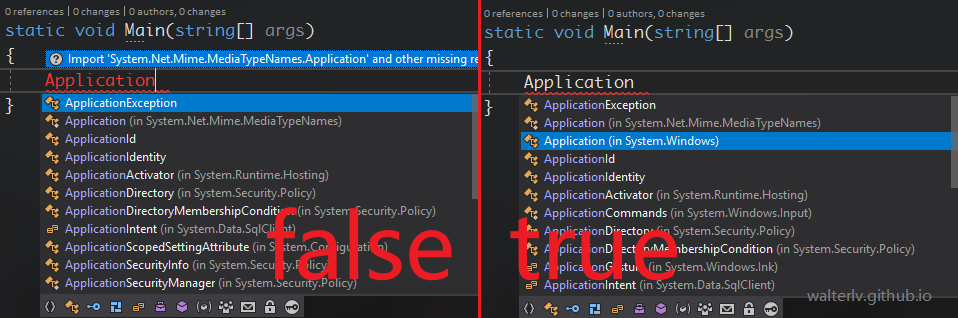 0 references | 0 changes | 0 authors, 0 changes
static void Main(string[] args)
{
Import 'System.Net.Mime.MediaTypeNames.Application' and other missing re
Application
}
ApplicationException
Application (in System.Net.Mime.MediaTypeNames)
ApplicationId
ApplicationIdentity
ApplicationActivator (in System.Runtime.Hosting)
ApplicationDirectory (in System.Security.Policy)
ApplicationDirectoryMembershipCondition (in System.Security.Policy)
ApplicationIntent (in System.Data.SqlClient)
ApplicationScopedSettingAttribute (in System.Configuration)
ApplicationSecurityInfo (in System.Security.Policy)
ApplicationSecurityManager (in System.Security.Policy)
false
0 references | 0 changes | 0 authors, 0 changes
static void Main(string[] args)
{
Application
}
ApplicationException
Application (in System.Net.Mime.MediaTypeNames)
Application (in System.Windows)
ApplicationId
ApplicationIdentity
ApplicationActivator (in System.Runtime.Hosting)
ApplicationCommands (in System.Windows.Input)
ApplicationDirectory (in System.Security.Policy)
ApplicationDirectoryMembershipCondition (in System.Security.Policy)
ApplicationGesture (in System.Windows.Ink)
ApplicationIntent (in System.Data.SqlClient)
true
walterlv.github.io